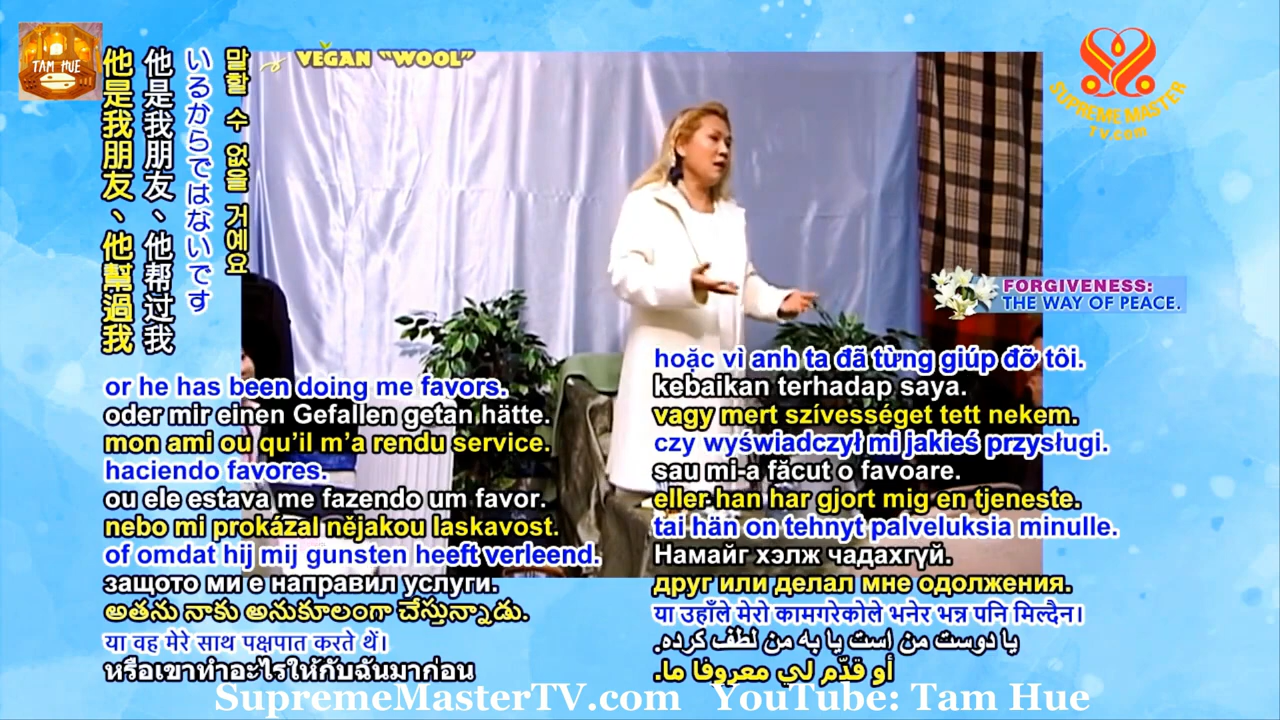 TAM HUE
VEGAN "WOOL"
SUPREME MASTER
TV.com
말할 수 없을 거예요
いるからではないです
他是我朋友、他帮过我
他是我朋友、他幫過我
FORGIVENESS:
THE WAY OF PEACE.
or he has been doing me favors.
oder mir einen Gefallen getan hätte.
mon ami ou qu'il m'a rendu service.
haciendo favores.
ou ele estava me fazendo um favor.
nebo mi prokázal nějakou laskavost.
of omdat hij mij gunsten heeft verleend.
защото ми е направил услуги.
అతను నాకు అనుకూలంగా చేస్తున్నాడు.
या वह मेरे साथ पक्षपात करते थें।
หรือเขาทำอะไรให้กับฉันมาก่อน
hoặc vì anh ta đã từng giúp đỡ tôi.
kebaikan terhadap saya.
vagy mert szívességet tett nekem.
czy wyświadczył mi jakieś przysługi.
sau mi-a făcut o favoare.
eller han har gjort mig en tjeneste.
tai hän on tehnyt palveluksia minulle.
Намайг хэлж чадахгүй.
друг или делал мне одолжения.
या उहाँले मेरो कामगरेकोले भनेर भन्न पनि मिल्दैन।
یا دوست من است یا به من لطف کرده.
أو قدّم لي معروفا ما.
SupremeMasterTV.com YouTube: Tam Hue